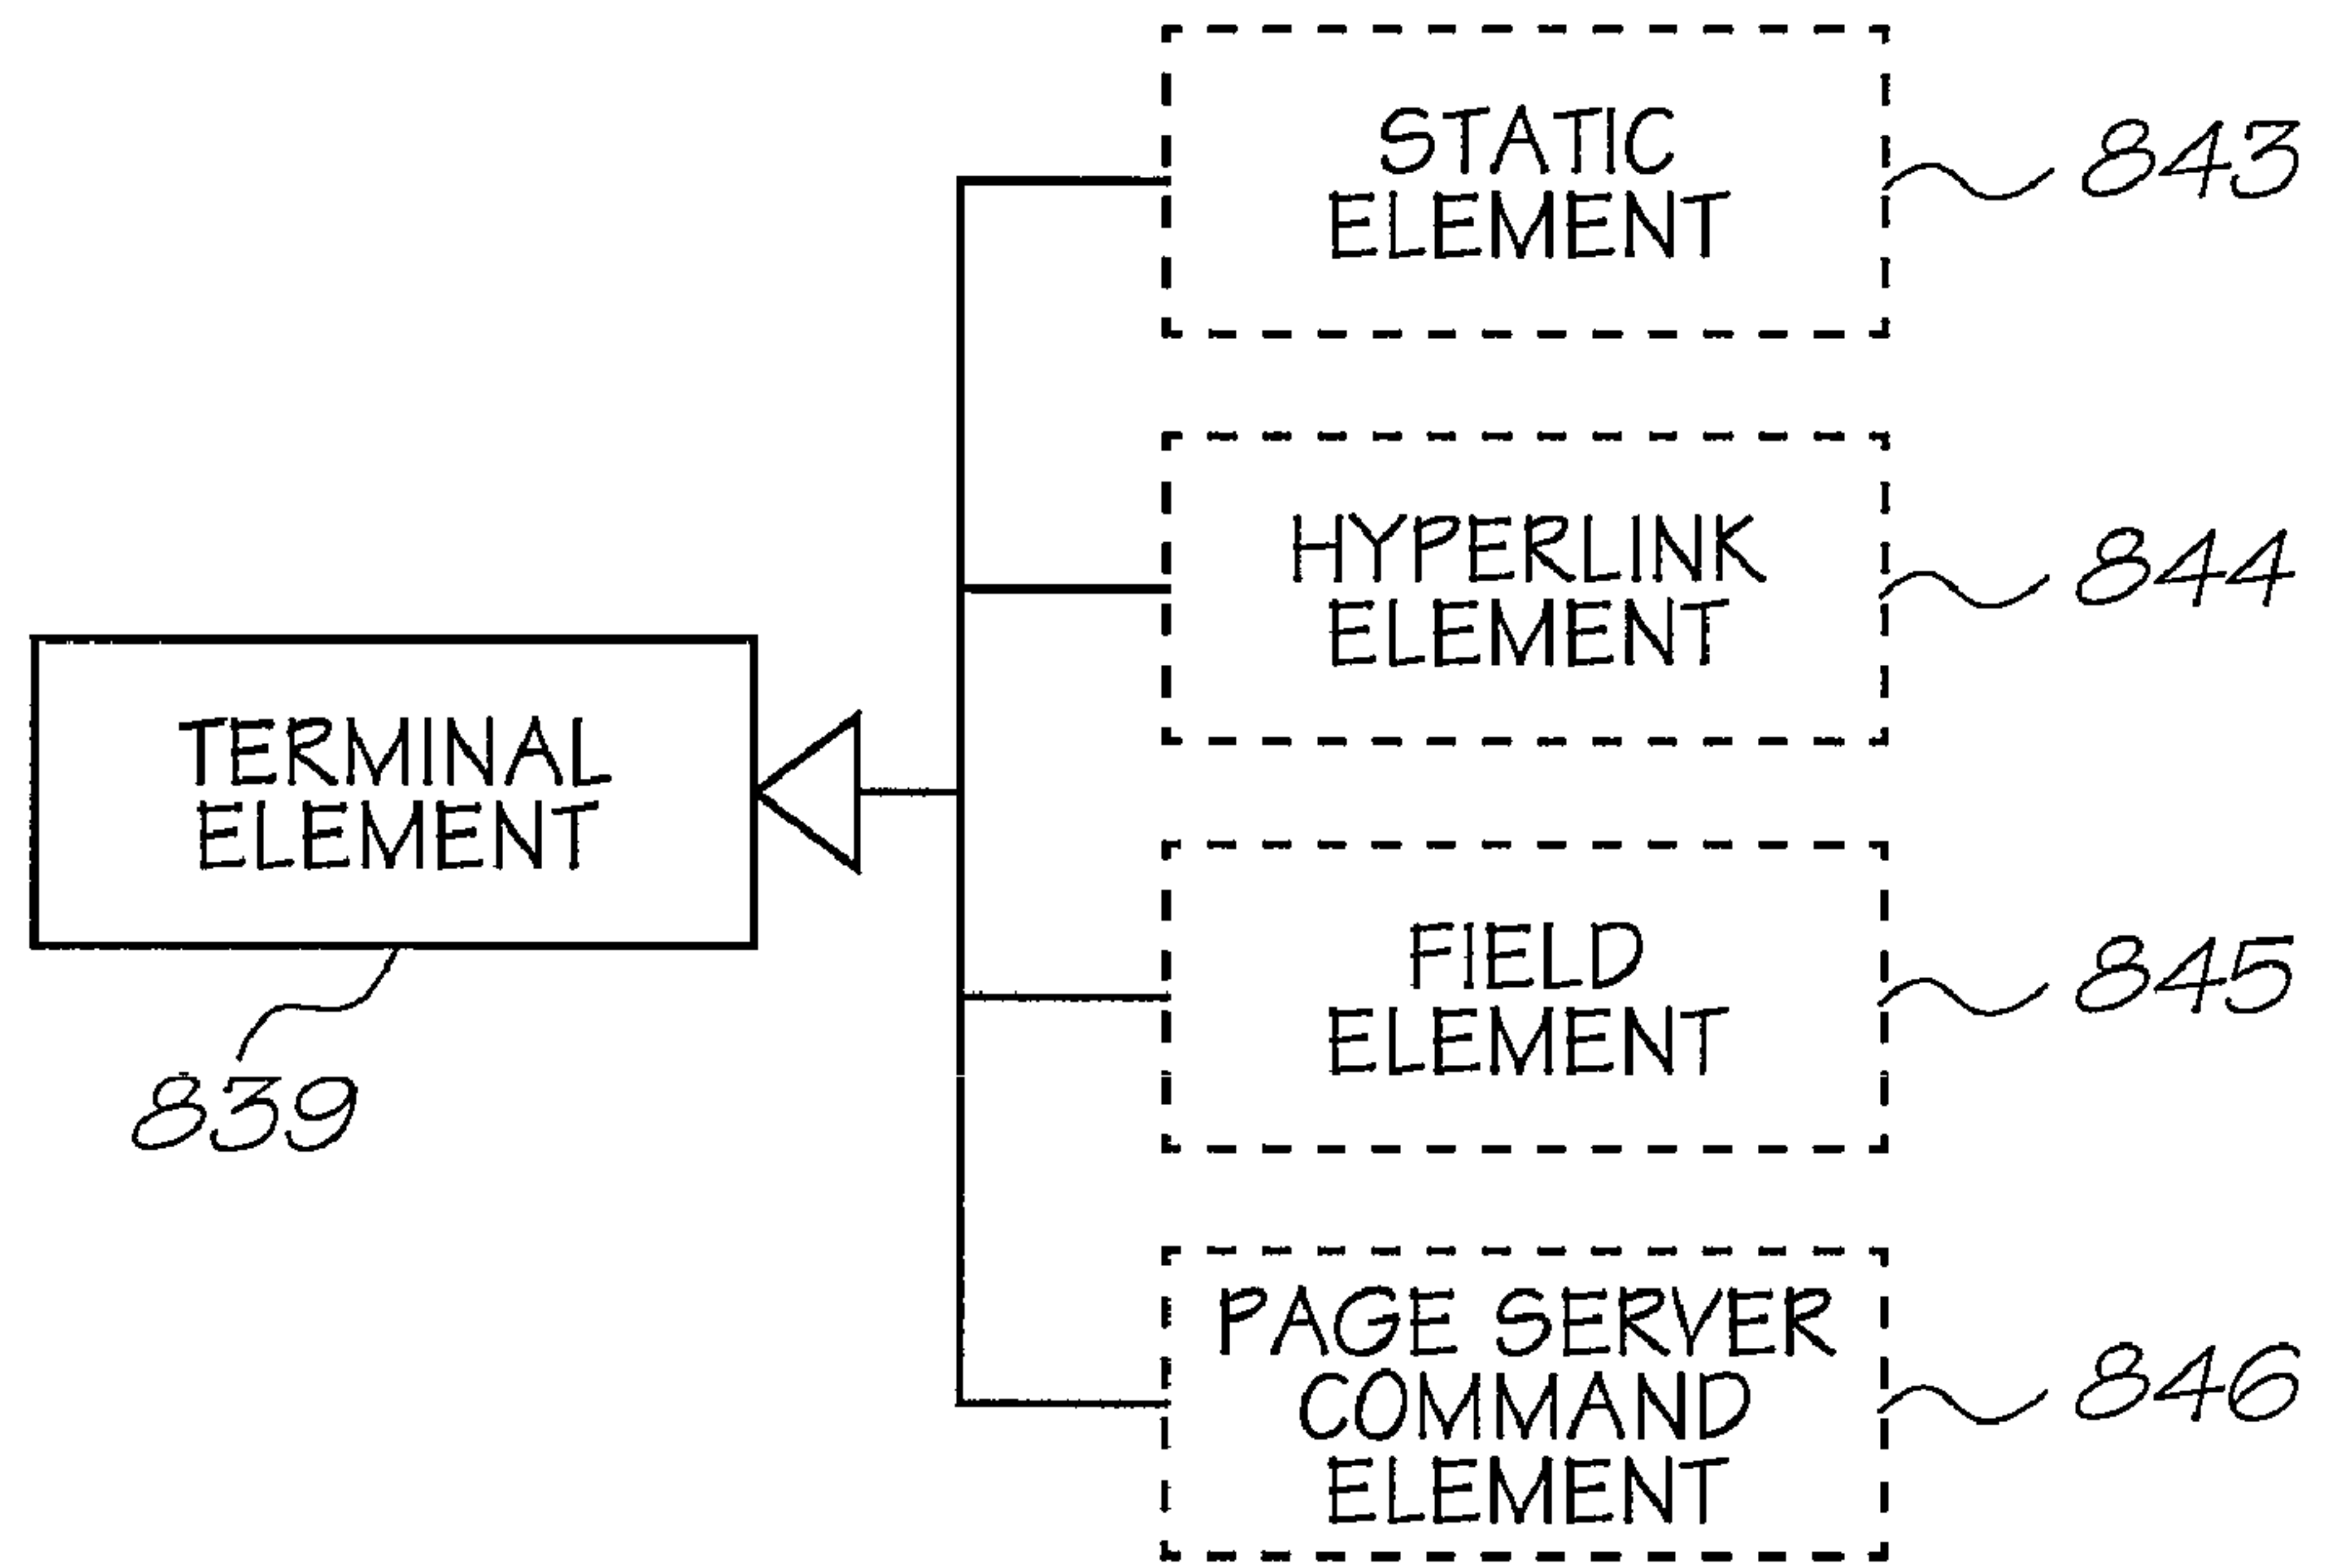 STATIC
ELEMENT
843
HYPERLINK
ELEMENT
844
TERMINAL
ELEMENT
839
FIELD
ELEMENT
845
PAGE SERVER
COMMAND
ELEMENT
846